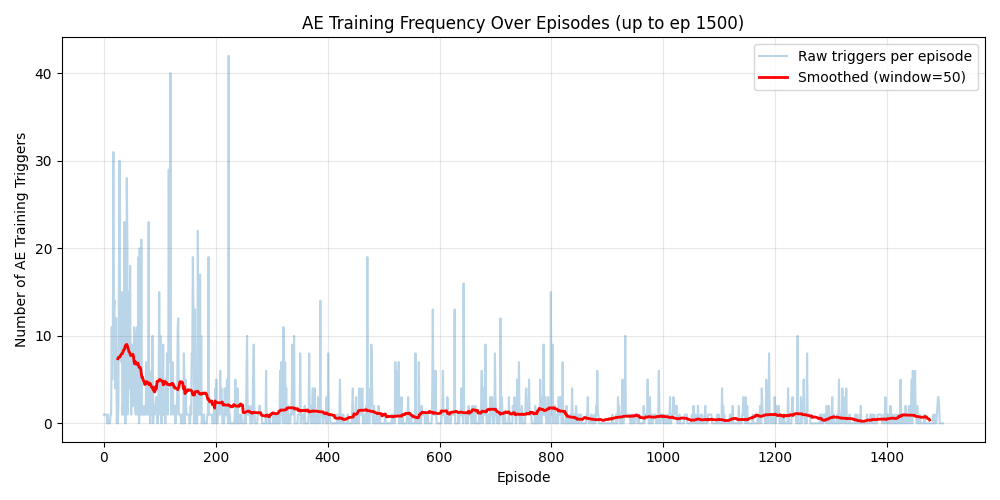 AE Training Frequency Over Episodes (up to ep 1500)
Raw triggers per episode
Smoothed (window=50)
Number of AE Training Triggers
40
30
20
10
0
0 200 400 600 800 1000 1200 1400
Episode